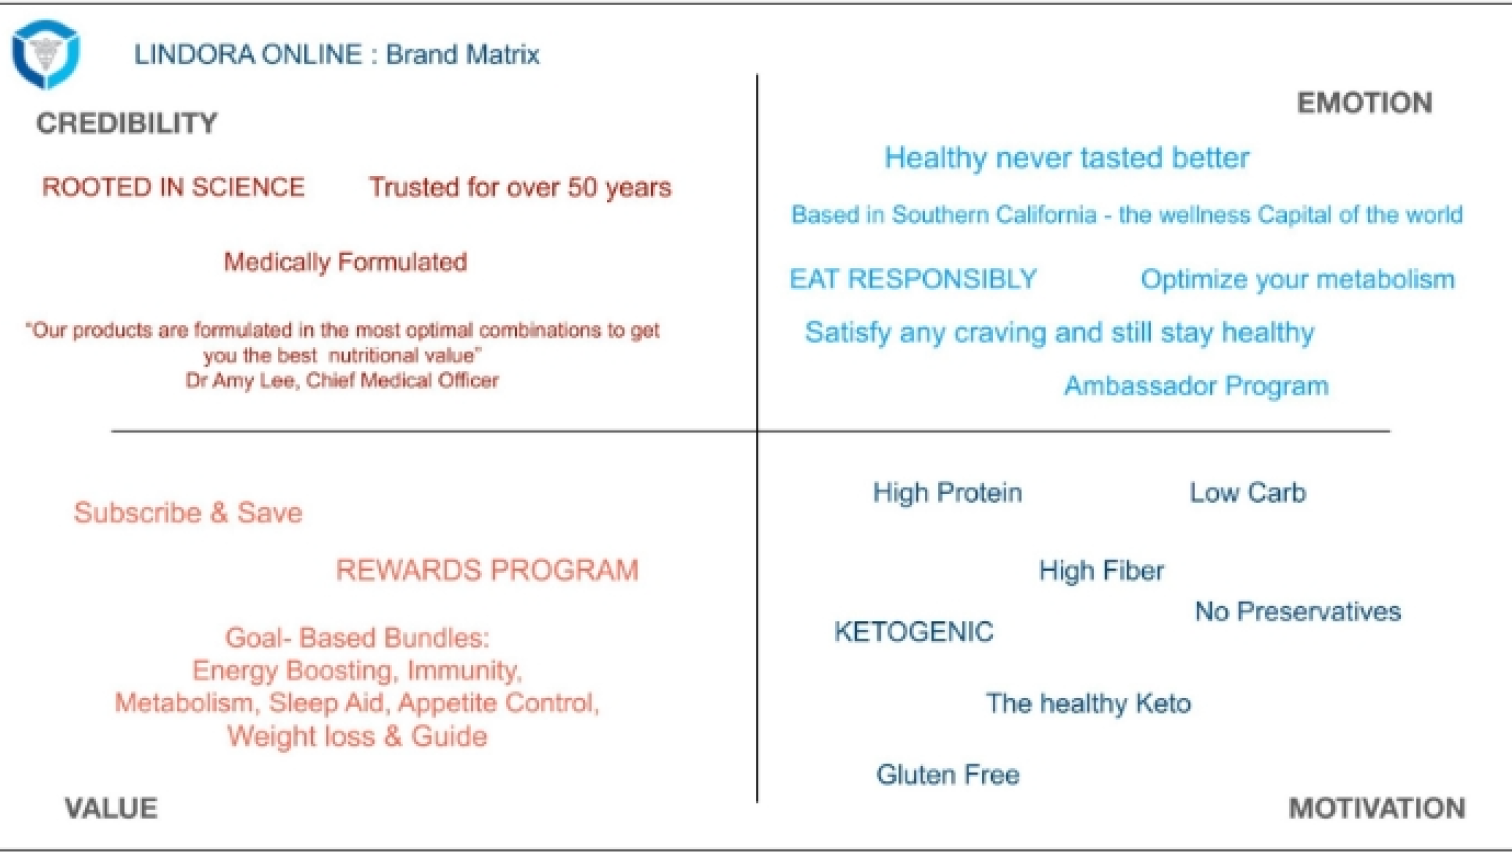 LINDORA ONLINE : Brand Matrix
CREDIBILITY
ROOTED IN SCIENCE
Trusted for over 50 years
Medically Formulated
"Our products are formulated in the most optimal combinations to get
you the best nutritional value"
Dr Amy Lee, Chief Medical Officer
EMOTION
Healthy never tasted better
Based in Southern California - the wellness Capital of the world
EAT RESPONSIBLY
Optimize your metabolism
Satisfy any craving and still stay healthy
Ambassador Program
Subscribe & Save
REWARDS PROGRAM
Goal- Based Bundles:
Energy Boosting, Immunity,
Metabolism, Sleep Aid, Appetite Control,
Weight loss & Guide
VALUE
High Protein
Low Carb
High Fiber
No Preservatives
KETOGENIC
The healthy Keto
Gluten Free
MOTIVATION